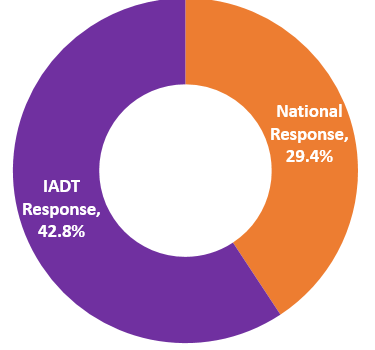 National
Response,
29.4%
IADT
Response,
42.8%